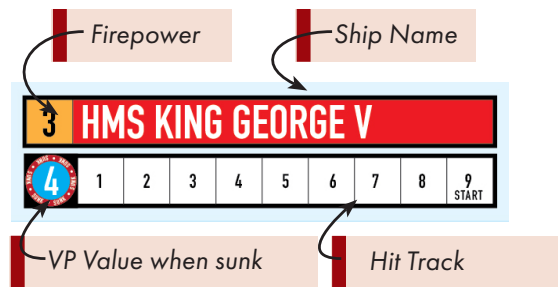 Firepower
Ship Name
3 HMS KING GEORGE V
4 1 2 3 4 5 6 7 8 9
START
VP Value when sunk
Hit Track